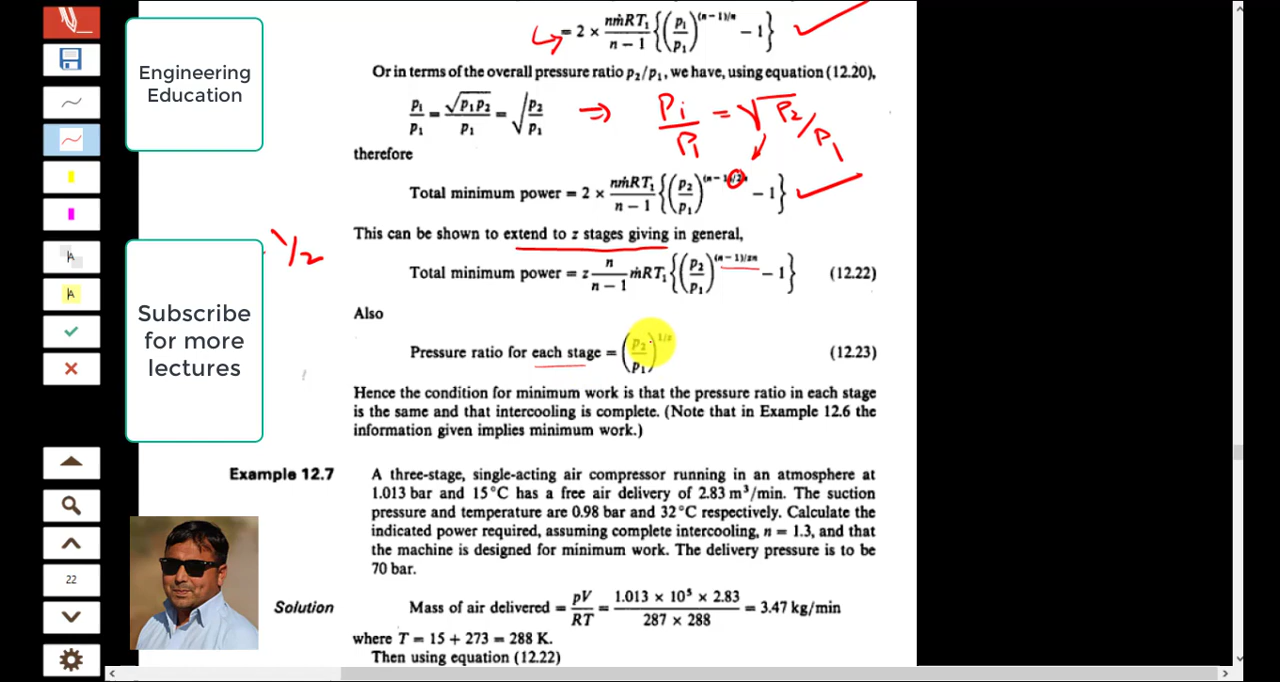 Engineering
Education
Subscribe
for more
lectures
22
= 2 × nṁRT₁/(n − 1) {(pᵢ/p₁)^((n−1)/n) − 1}
Or in terms of the overall pressure ratio p₂/p₁, we have, using equation (12.20),
pᵢ/p₁ = √(p₁p₂)/p₁ = √(p₂/p₁) ⇒ Pi/P₁ = √P₂/P₁
therefore
Total minimum power = 2 × nṁRT₁/(n − 1) {(p₂/p₁)^((n−1)/2n) − 1}
1/2
This can be shown to extend to z stages giving in general,
Total minimum power = z n/(n − 1) ṁRT₁ {(p₂/p₁)^((n−1)/zn) − 1} (12.22)
Also
Pressure ratio for each stage = (p₂/p₁)^(1/z) (12.23)
Hence the condition for minimum work is that the pressure ratio in each stage
is the same and that intercooling is complete. (Note that in Example 12.6 the
information given implies minimum work.)
Example 12.7
A three-stage, single-acting air compressor running in an atmosphere at
1.013 bar and 15°C has a free air delivery of 2.83 m³/min. The suction
pressure and temperature are 0.98 bar and 32°C respectively. Calculate the
indicated power required, assuming complete intercooling, n = 1.3, and that
the machine is designed for minimum work. The delivery pressure is to be
70 bar.
Solution
Mass of air delivered = pV/RT = (1.013 × 10⁵ × 2.83)/(287 × 288) = 3.47 kg/min
where T = 15 + 273 = 288 K.
Then using equation (12.22)